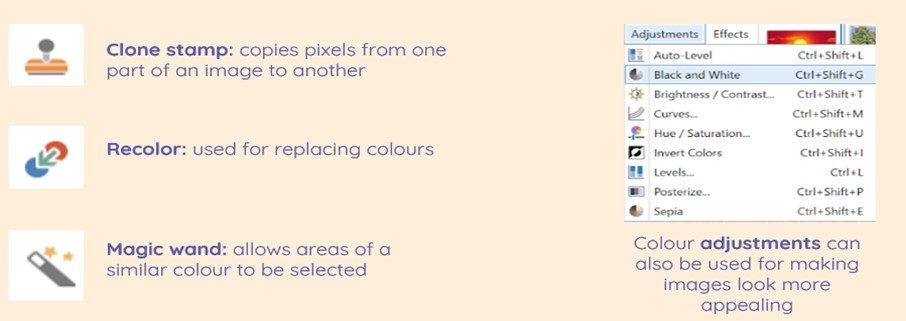 Clone stamp: copies pixels from one
part of an image to another
Recolor: used for replacing colours
Magic wand: allows areas of a
similar colour to be selected
Adjustments Effects
Auto-Level Ctrl+Shift+L
Black and White Ctrl+Shift+G
Brightness / Contrast... Ctrl+Shift+T
Curves... Ctrl+Shift+M
Hue / Saturation... Ctrl+Shift+U
Invert Colors Ctrl+Shift+I
Levels... Ctrl+L
Posterize... Ctrl+Shift+P
Sepia Ctrl+Shift+E
Colour adjustments can
also be used for making
images look more
appealing